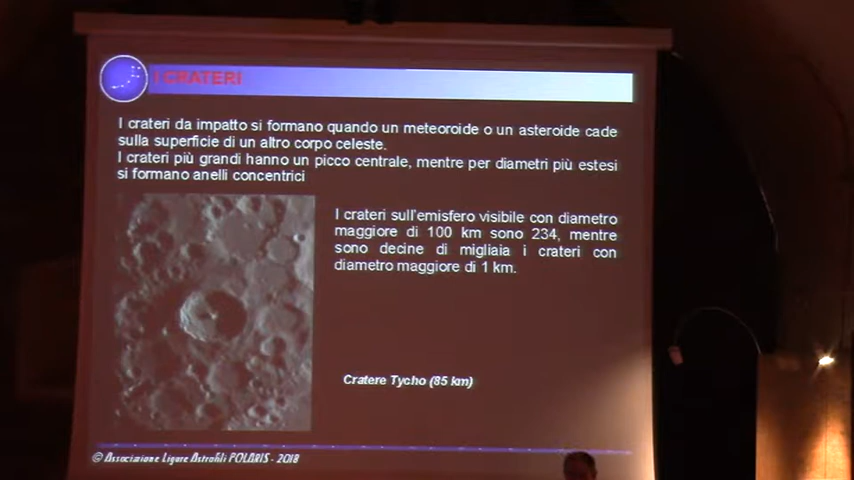 I CRATERI
I crateri da impatto si formano quando un meteoroide o un asteroide cade
sulla superficie di un altro corpo celeste.
I crateri più grandi hanno un picco centrale, mentre per diametri più estesi
si formano anelli concentrici
I crateri sull'emisfero visibile con diametro
maggiore di 100 km sono 234, mentre
sono decine di migliaia i crateri con
diametro maggiore di 1 km.
Cratere Tycho (85 km)
© Associazione Ligure Astrofili POLARIS - 2018